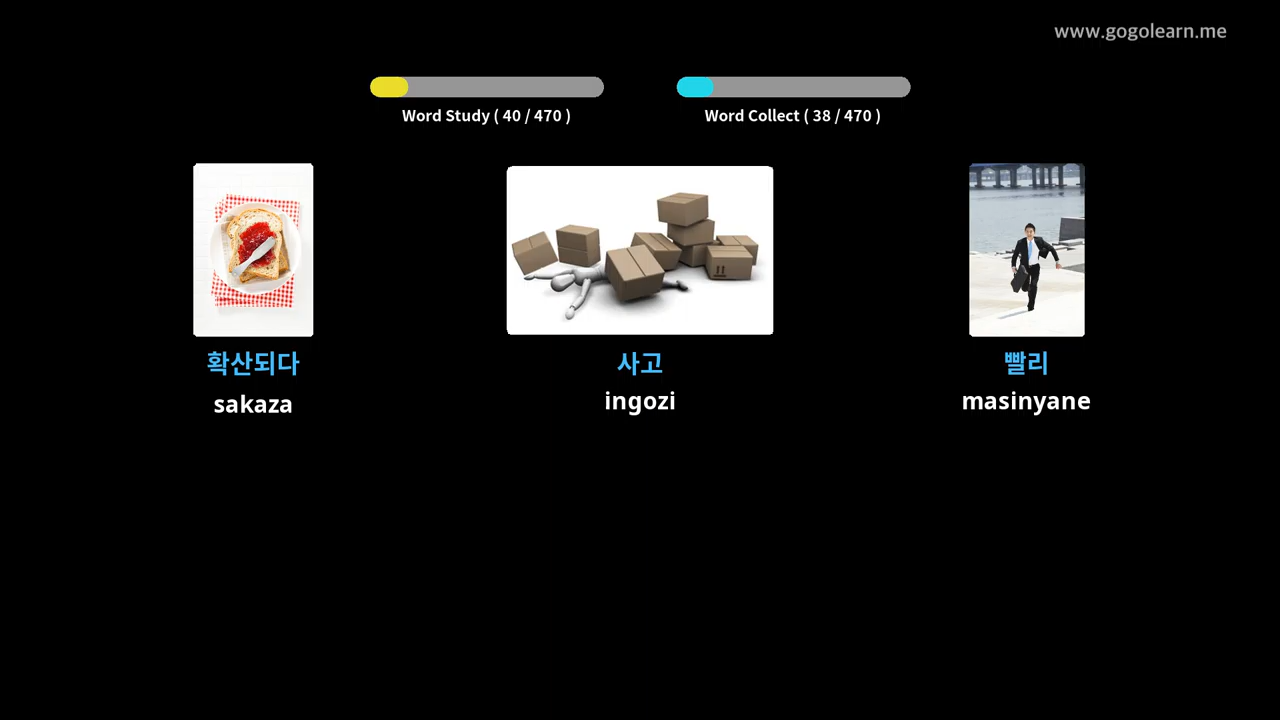 www.gogolearn.me
Word Study ( 40 / 470 )
Word Collect ( 38 / 470 )
확산되다
sakaza
사고
ingozi
빨리
masinyane